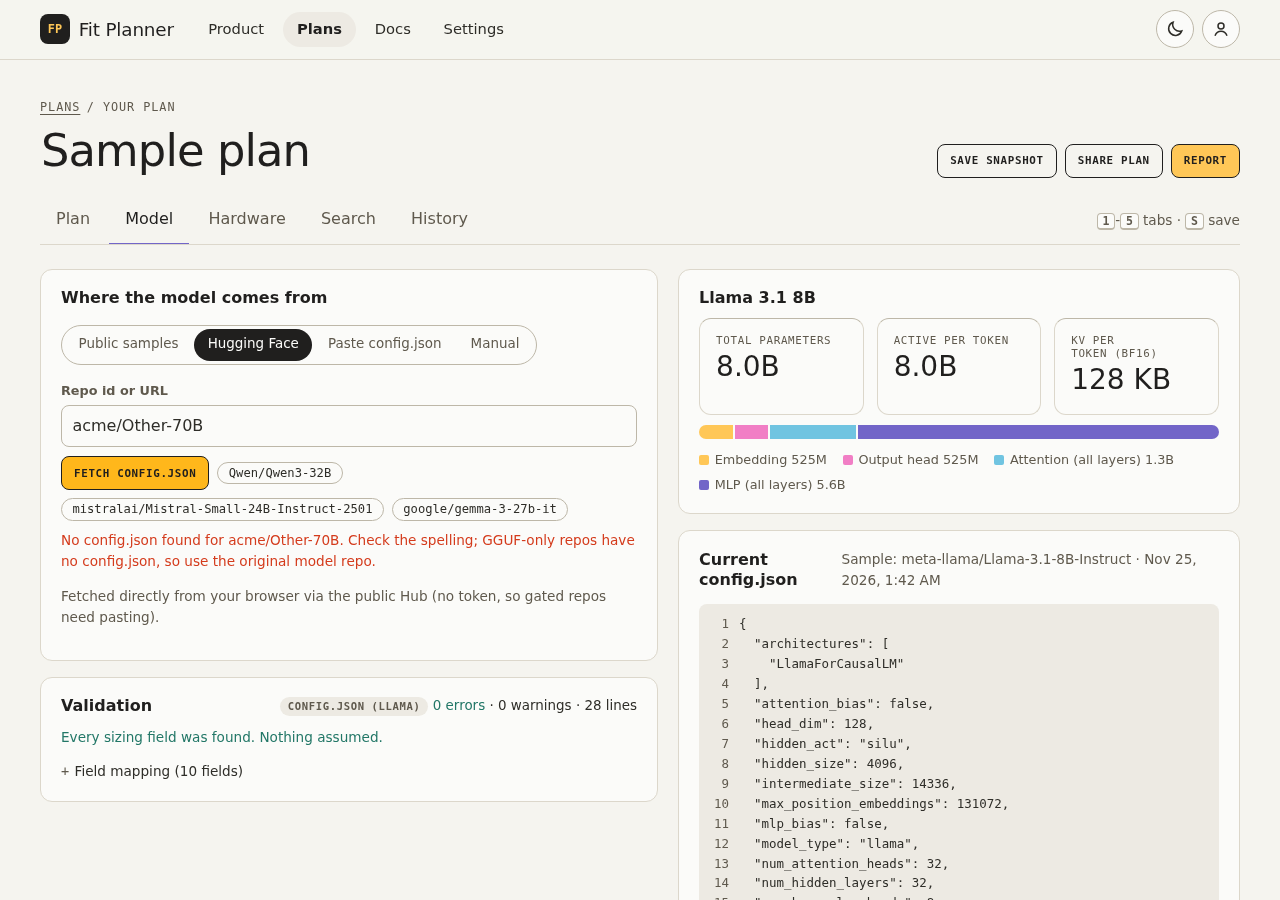 FP Fit Planner Product Plans Docs Settings
PLANS / YOUR PLAN
Sample plan
SAVE SNAPSHOT SHARE PLAN REPORT
Plan Model Hardware Search History
1-5 tabs · S save
Where the model comes from
Public samples Hugging Face Paste config.json Manual
Repo id or URL
acme/Other-70B
FETCH CONFIG.JSON Qwen/Qwen3-32B
mistralai/Mistral-Small-24B-Instruct-2501 google/gemma-3-27b-it
No config.json found for acme/Other-70B. Check the spelling; GGUF-only repos have
no config.json, so use the original model repo.
Fetched directly from your browser via the public Hub (no token, so gated repos
need pasting).
Validation CONFIG.JSON (LLAMA) 0 errors · 0 warnings · 28 lines
Every sizing field was found. Nothing assumed.
+ Field mapping (10 fields)
Llama 3.1 8B
TOTAL PARAMETERS
8.0B
ACTIVE PER TOKEN
8.0B
KV PER
TOKEN (BF16)
128 KB
Embedding 525M Output head 525M Attention (all layers) 1.3B
MLP (all layers) 5.6B
Current
config.json
Sample: meta-llama/Llama-3.1-8B-Instruct · Nov 25,
2026, 1:42 AM
1 {
2 "architectures": [
3 "LlamaForCausalLM"
4 ],
5 "attention_bias": false,
6 "head_dim": 128,
7 "hidden_act": "silu",
8 "hidden_size": 4096,
9 "intermediate_size": 14336,
10 "max_position_embeddings": 131072,
11 "mlp_bias": false,
12 "model_type": "llama",
13 "num_attention_heads": 32,
14 "num_hidden_layers": 32,